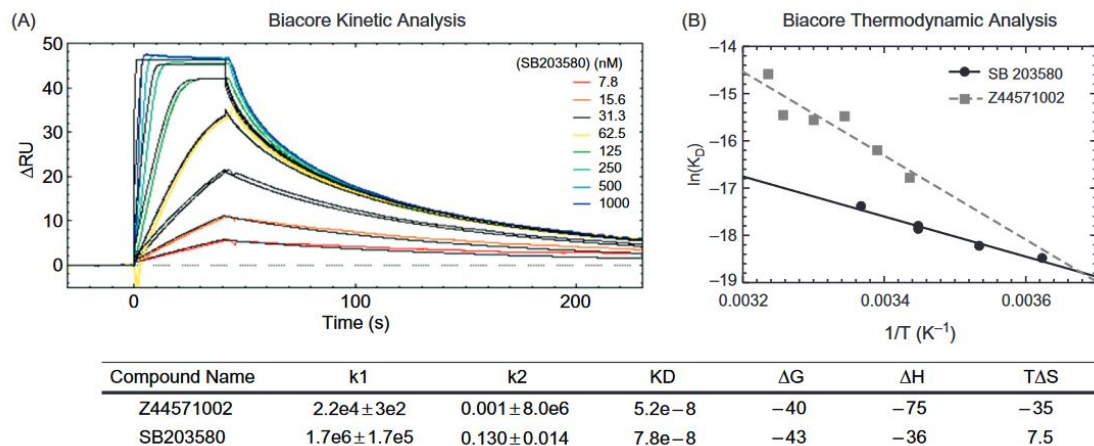 (A) Biacore Kinetic Analysis
50
40
30
20
10
0
ΔRU
0 100 200
Time (s)
(SB203580) (nM)
7.8
15.6
31.3
62.5
125
250
500
1000
(B) Biacore Thermodynamic Analysis
−14
−15
−16
−17
−18
−19
ln(K_D)
SB 203580
Z44571002
0.0032 0.0034 0.0036
1/T (K⁻¹)
Compound Name k1 k2 KD ΔG ΔH TΔS
Z44571002 2.2e4±3e2 0.001±8.0e6 5.2e−8 −40 −75 −35
SB203580 1.7e6±1.7e5 0.130±0.014 7.8e−8 −43 −36 7.5